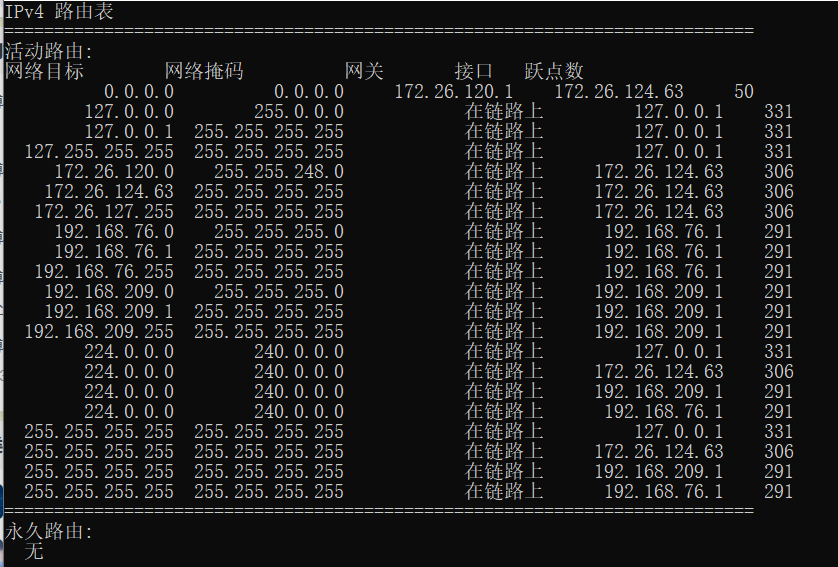 IPv4 路由表
===========================================================================
活动路由:
网络目标        网络掩码          网关       接口   跃点数
0.0.0.0          0.0.0.0     172.26.120.1    172.26.124.63     50
127.0.0.0        255.0.0.0            在链路上         127.0.0.1    331
127.0.0.1  255.255.255.255            在链路上         127.0.0.1    331
127.255.255.255  255.255.255.255            在链路上         127.0.0.1    331
172.26.120.0    255.255.248.0            在链路上     172.26.124.63    306
172.26.124.63  255.255.255.255            在链路上     172.26.124.63    306
172.26.127.255  255.255.255.255            在链路上     172.26.124.63    306
192.168.76.0    255.255.255.0            在链路上      192.168.76.1    291
192.168.76.1  255.255.255.255            在链路上      192.168.76.1    291
192.168.76.255  255.255.255.255            在链路上      192.168.76.1    291
192.168.209.0    255.255.255.0            在链路上     192.168.209.1    291
192.168.209.1  255.255.255.255            在链路上     192.168.209.1    291
192.168.209.255  255.255.255.255            在链路上     192.168.209.1    291
224.0.0.0        240.0.0.0            在链路上         127.0.0.1    331
224.0.0.0        240.0.0.0            在链路上     172.26.124.63    306
224.0.0.0        240.0.0.0            在链路上     192.168.209.1    291
224.0.0.0        240.0.0.0            在链路上      192.168.76.1    291
255.255.255.255  255.255.255.255            在链路上         127.0.0.1    331
255.255.255.255  255.255.255.255            在链路上     172.26.124.63    306
255.255.255.255  255.255.255.255            在链路上     192.168.209.1    291
255.255.255.255  255.255.255.255            在链路上      192.168.76.1    291
===========================================================================
永久路由:
无